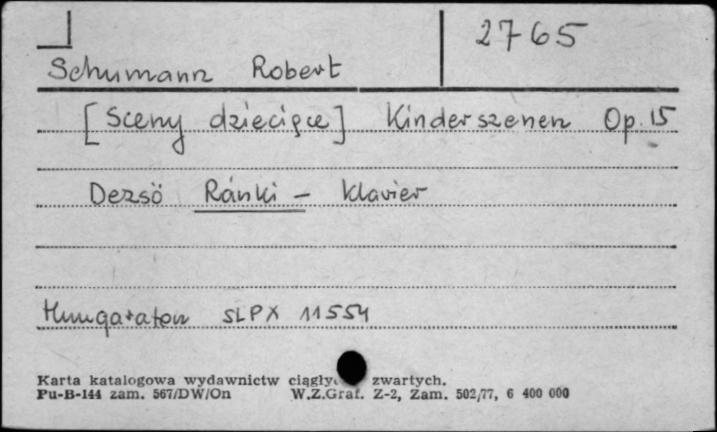 2765
Schumann Robert
[Sceny dziecięce] Kinderszenen Op. 15
Dezsö Ránki - Klavier
Hungaraton SLPX 11554
Karta katalogowa wydawnictw zwartych.
Pu-B-144 zam. 567/DW/On W.Z.Graf. Z-2, Zam. 502/77, 6 400 000